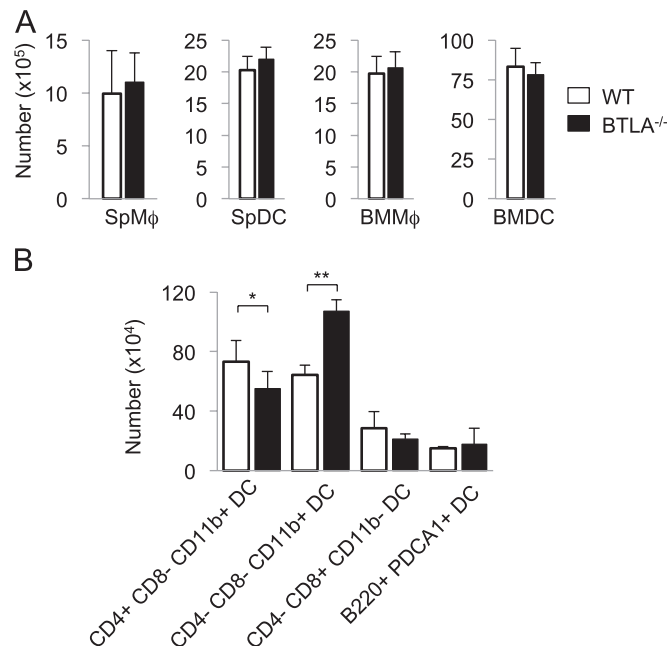 A
Number (x10⁵)
15
10
5
0
SpMϕ
25
20
15
10
5
0
SpDC
25
20
15
10
5
0
BMMϕ
100
75
50
25
0
BMDC
WT
BTLA⁻/⁻
B
Number (x10⁴)
120
80
40
0
*
**
CD4+ CD8- CD11b+ DC
CD4- CD8- CD11b+ DC
CD4- CD8+ CD11b- DC
B220+ PDCA1+ DC